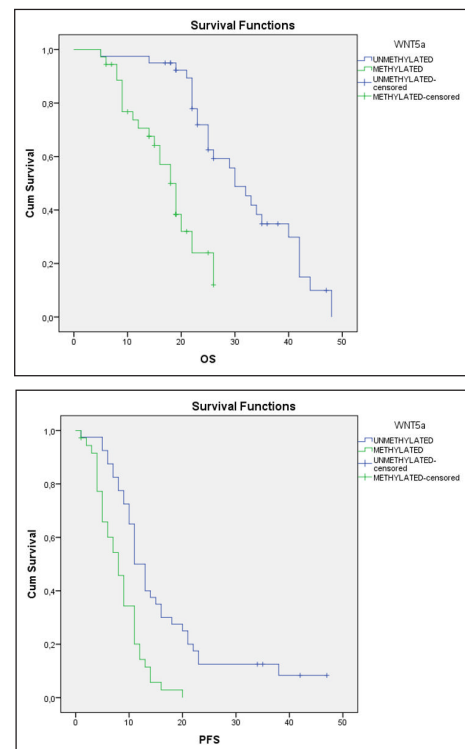 Survival Functions
WNT5a
UNMETHYLATED
METHYLATED
UNMETHYLATED-
censored
METHYLATED-censored
Cum Survival
1,0
0,8
0,6
0,4
0,2
0,0
0 10 20 30 40 50
OS
Survival Functions
WNT5a
UNMETHYLATED
METHYLATED
UNMETHYLATED-
censored
METHYLATED-censored
Cum Survival
1,0
0,8
0,6
0,4
0,2
0,0
0 10 20 30 40 50
PFS